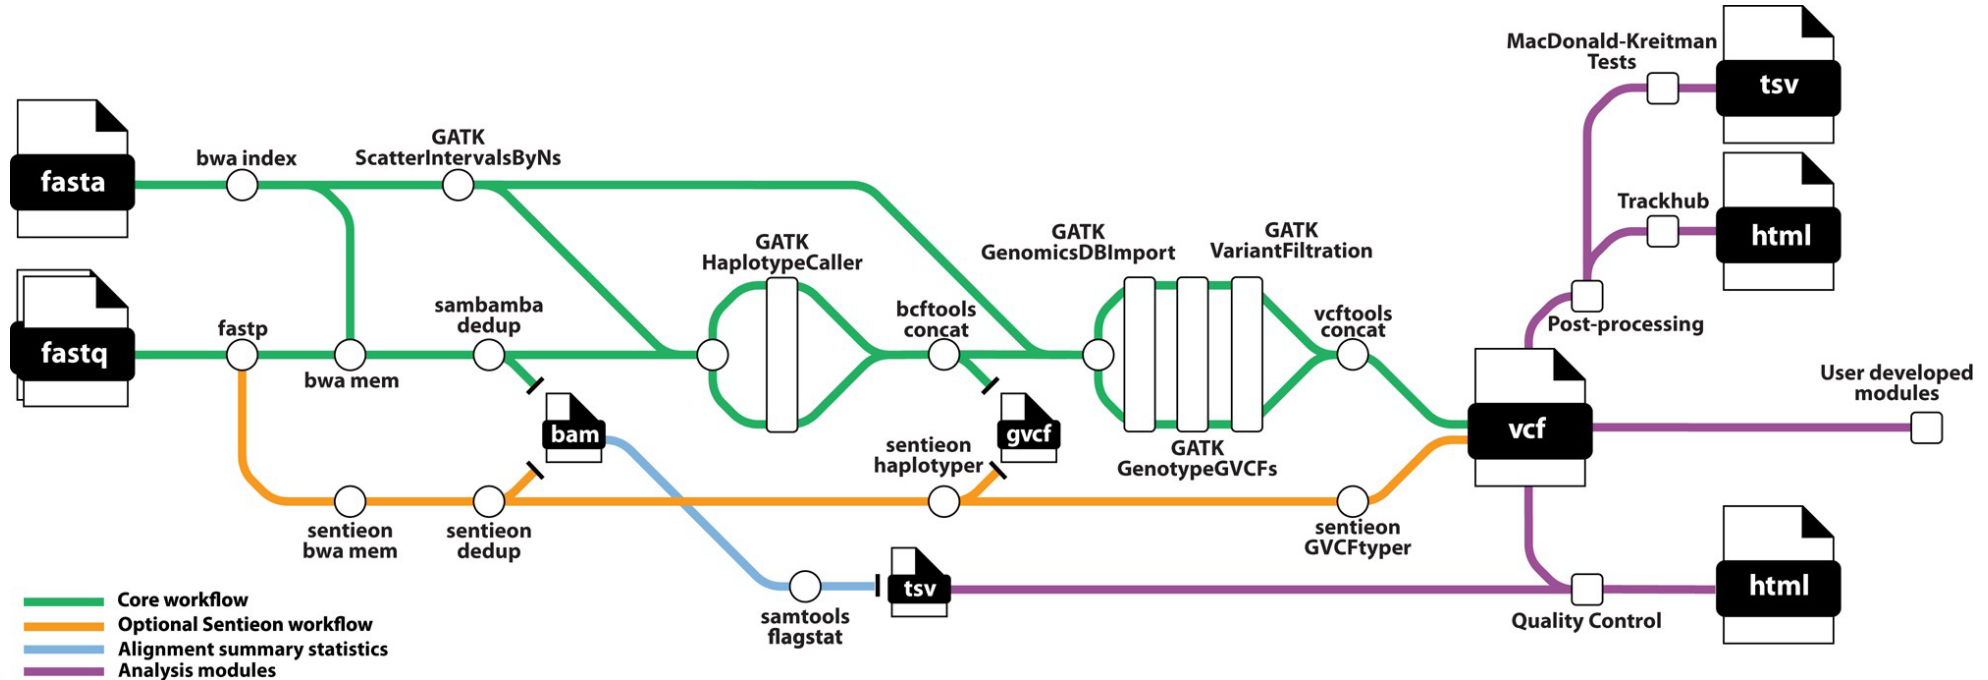 MacDonald-Kreitman
Tests
tsv
GATK
ScatterIntervalsByNs
bwa index
fasta
Trackhub
html
GATK
HaplotypeCaller
GATK
GenomicsDBImport
GATK
VariantFiltration
sambamba
dedup
bcftools
concat
vcftools
concat
Post-processing
fastp
fastq
bwa mem
User developed
modules
bam
gvcf
vcf
sentieon
haplotyper
GATK
GenotypeGVCFs
sentieon
bwa mem
sentieon
dedup
sentieon
GVCFtyper
tsv
html
samtools
flagstat
Quality Control
Core workflow
Optional Sentieon workflow
Alignment summary statistics
Analysis modules